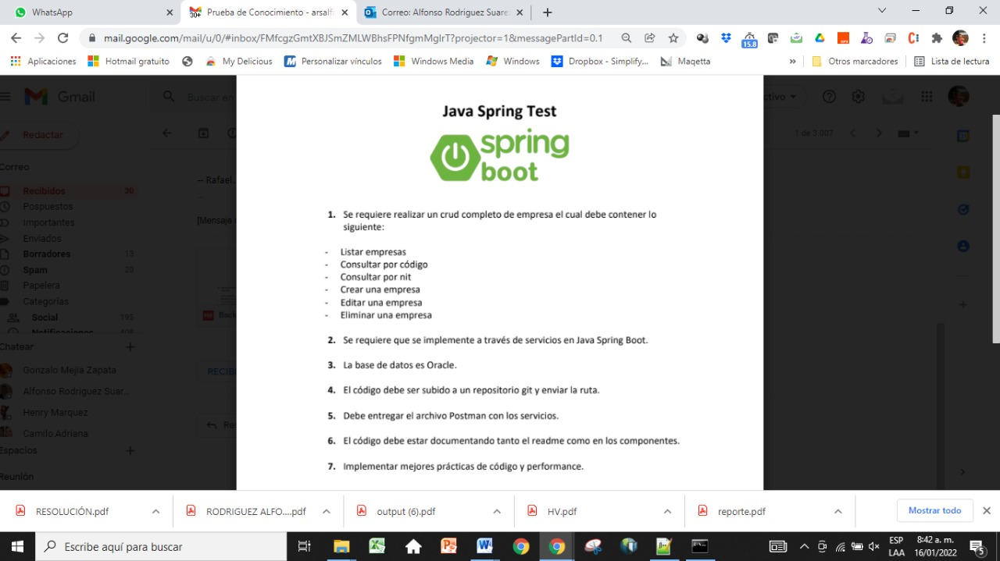 WhatsApp
30+
Prueba de Conocimiento - arsalf
Correo: Alfonso Rodríguez Suare
mail.google.com/mail/u/0/#inbox/FMfcgzGmtXBJSmZMLWBhsFPNfgmMglrT?projector=1&messagePartId=0.1
15.8
Aplicaciones
Hotmail gratuito
My Delicious
Personalizar vínculos
Windows Media
Windows
Dropbox - Simplify...
Maqetta
»
Otros marcadores
Lista de lectura
Gmail
Buscar en
ctivo
Redactar
1 de 3.007
Correo
Recibidos 30
Pospuestos
Importantes
Enviados
Borradores 13
Spam 20
Papelera
Categorías
Social 195
Notificaciones 408
Chatear
Gonzalo Mejia Zapata
Alfonso Rodriguez Suar...
Henry Marquez
Camilo.Adriana
Espacios
Reunión
-- Rafael.
[Mensaje
Back
RECIB
Res
Java Spring Test
spring
boot
1. Se requiere realizar un crud completo de empresa el cual debe contener lo
siguiente:
- Listar empresas
- Consultar por código
- Consultar por nit
- Crear una empresa
- Editar una empresa
- Eliminar una empresa
2. Se requiere que se implemente a través de servicios en Java Spring Boot.
3. La base de datos es Oracle.
4. El código debe ser subido a un repositorio git y enviar la ruta.
5. Debe entregar el archivo Postman con los servicios.
6. El código debe estar documentando tanto el readme como en los componentes.
7. Implementar mejores prácticas de código y performance.
RESOLUCIÓN.pdf
RODRIGUEZ ALFO....pdf
output (6).pdf
HV.pdf
reporte.pdf
Mostrar todo
Escribe aquí para buscar
ESP
LAA
8:42 a. m.
16/01/2022
5